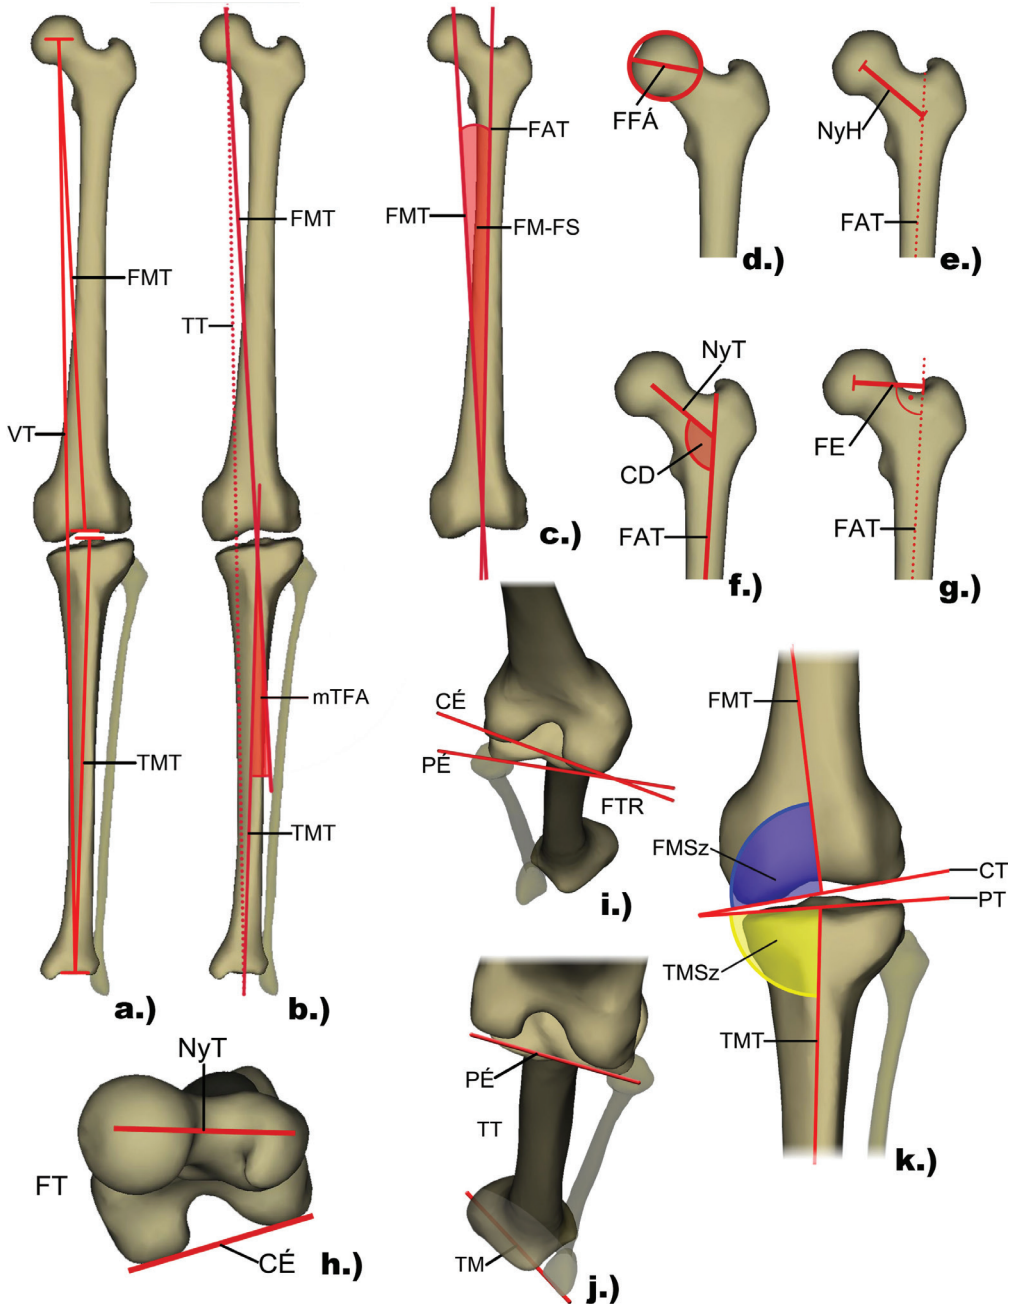 FMT
VT
TMT
a.)
FMT
TT
mTFA
TMT
b.)
FAT
FMT
FM-FS
c.)
FFÁ
d.)
NyH
FAT
e.)
NyT
CD
FAT
f.)
FE
FAT
g.)
NyT
FT
CÉ
h.)
CÉ
PÉ
FTR
i.)
PÉ
TT
TM
j.)
FMT
FMSz
CT
PT
TMSz
TMT
k.)